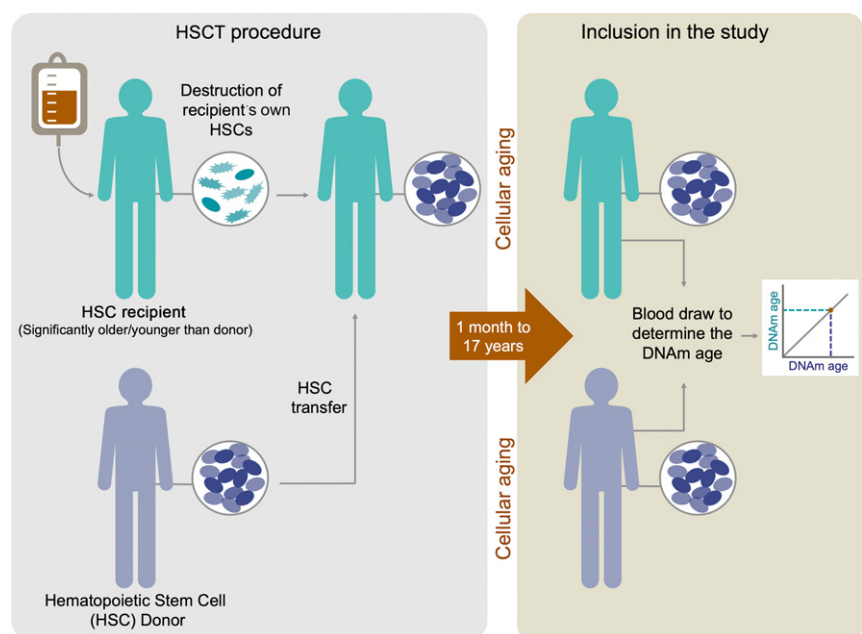 HSCT procedure
Destruction of
recipient's own
HSCs
HSC recipient
(Significantly older/younger than donor)
HSC
transfer
Hematopoietic Stem Cell
(HSC) Donor
Cellular aging
1 month to
17 years
Cellular aging
Inclusion in the study
Blood draw to
determine the
DNAm age
DNAm age
DNAm age